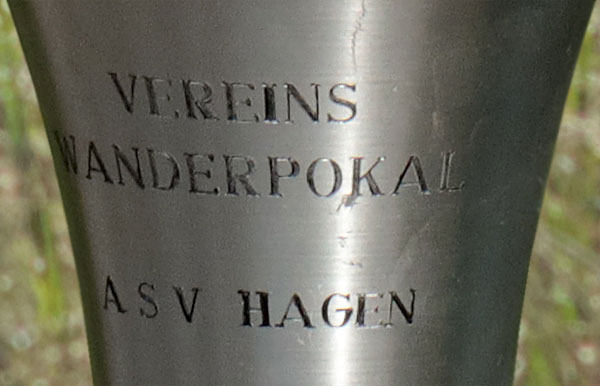 VEREINS
WANDERPOKAL
ASV HAGEN